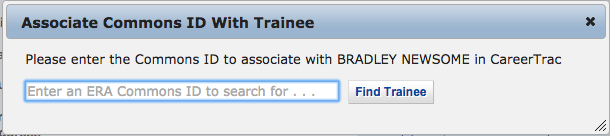 Associate Commons ID With Trainee
Please enter the Commons ID to associate with BRADLEY NEWSOME in CareerTrac
Enter an ERA Commons ID to search for . . .
Find Trainee